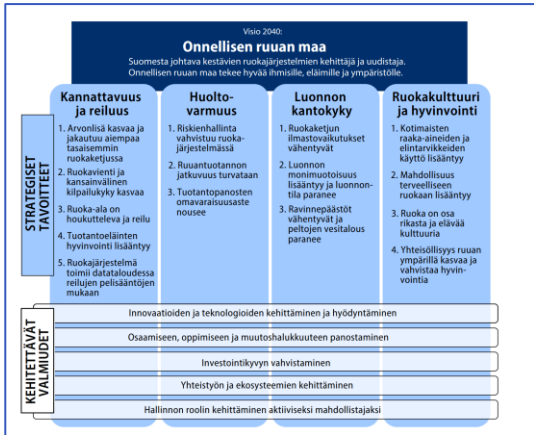 Visio 2040:
Onnellisen ruuan maa
Suomesta johtava kestävien ruokajärjestelmien kehittäjä ja uudistaja.
Onnellisen ruuan maa tekee hyvää ihmisille, eläimille ja ympäristölle.
STRATEGISET
TAVOITTEET
Kannattavuus
ja reiluus
1. Arvonlisä kasvaa ja
jakautuu aiempaa
tasaisemmin
ruokaketjussa
2. Ruokavienti ja
kansainvälinen
kilpailukyky kasvaa
3. Ruoka-ala on
houkutteleva ja reilu
4. Tuotantoeläinten
hyvinvointi lisääntyy
5. Ruokajärjestelmä
toimii datataloudessa
reilujen pelisääntöjen
mukaan
Huolto-
varmuus
1. Riskienhallinta
vahvistuu ruoka-
järjestelmässä
2. Ruuantuotannon
jatkuvuus turvataan
3. Tuotantopanosten
omavaraisuusaste
nousee
Luonnon
kantokyky
1. Ruokaketjun
ilmastovaikutukset
vähentyvät
2. Luonnon
monimuotoisuus
lisääntyy ja luonnon-
tila paranee
3. Ravinnepäästöt
vähentyvät ja
peltojen vesitalous
paranee
Ruokakulttuuri
ja hyvinvointi
1. Kotimaisten
raaka-aineiden ja
elintarvikkeiden
käyttö lisääntyy
2. Mahdollisuus
terveelliseen
ruokaan lisääntyy
3. Ruoka on osa
rikasta ja elävää
kulttuuria
4. Yhteisöllisyys ruuan
ympärillä kasvaa ja
vahvistaa hyvin-
vointia
KEHITETTÄVÄT
VALMIUDET
Innovaatioiden ja teknologioiden kehittäminen ja hyödyntäminen
Osaamiseen, oppimiseen ja muutoshalukkuuteen panostaminen
Investointikyvyn vahvistaminen
Yhteistyön ja ekosysteemien kehittäminen
Hallinnon roolin kehittäminen aktiiviseksi mahdollistajaksi